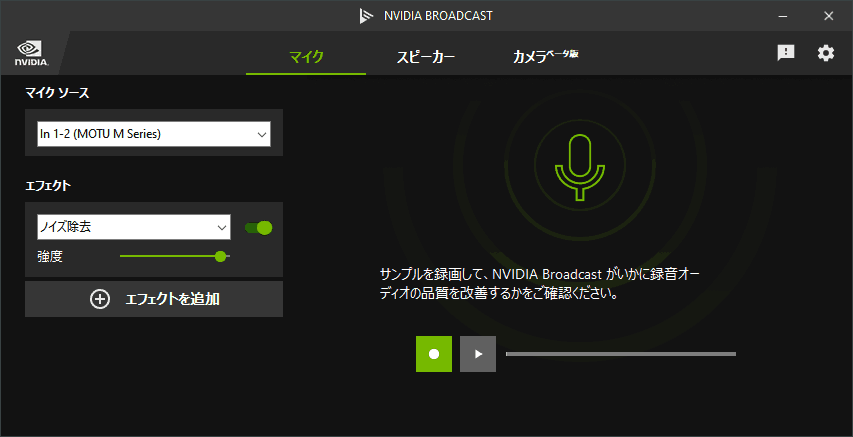 NVIDIA BROADCAST
NVIDIA.
マイク
スピーカー
カメラベータ版
マイク ソース
In 1-2 (MOTU M Series)
エフェクト
ノイズ除去
強度
エフェクトを追加
サンプルを録画して、NVIDIA Broadcast がいかに録音オー
ディオの品質を改善するかをご確認ください。